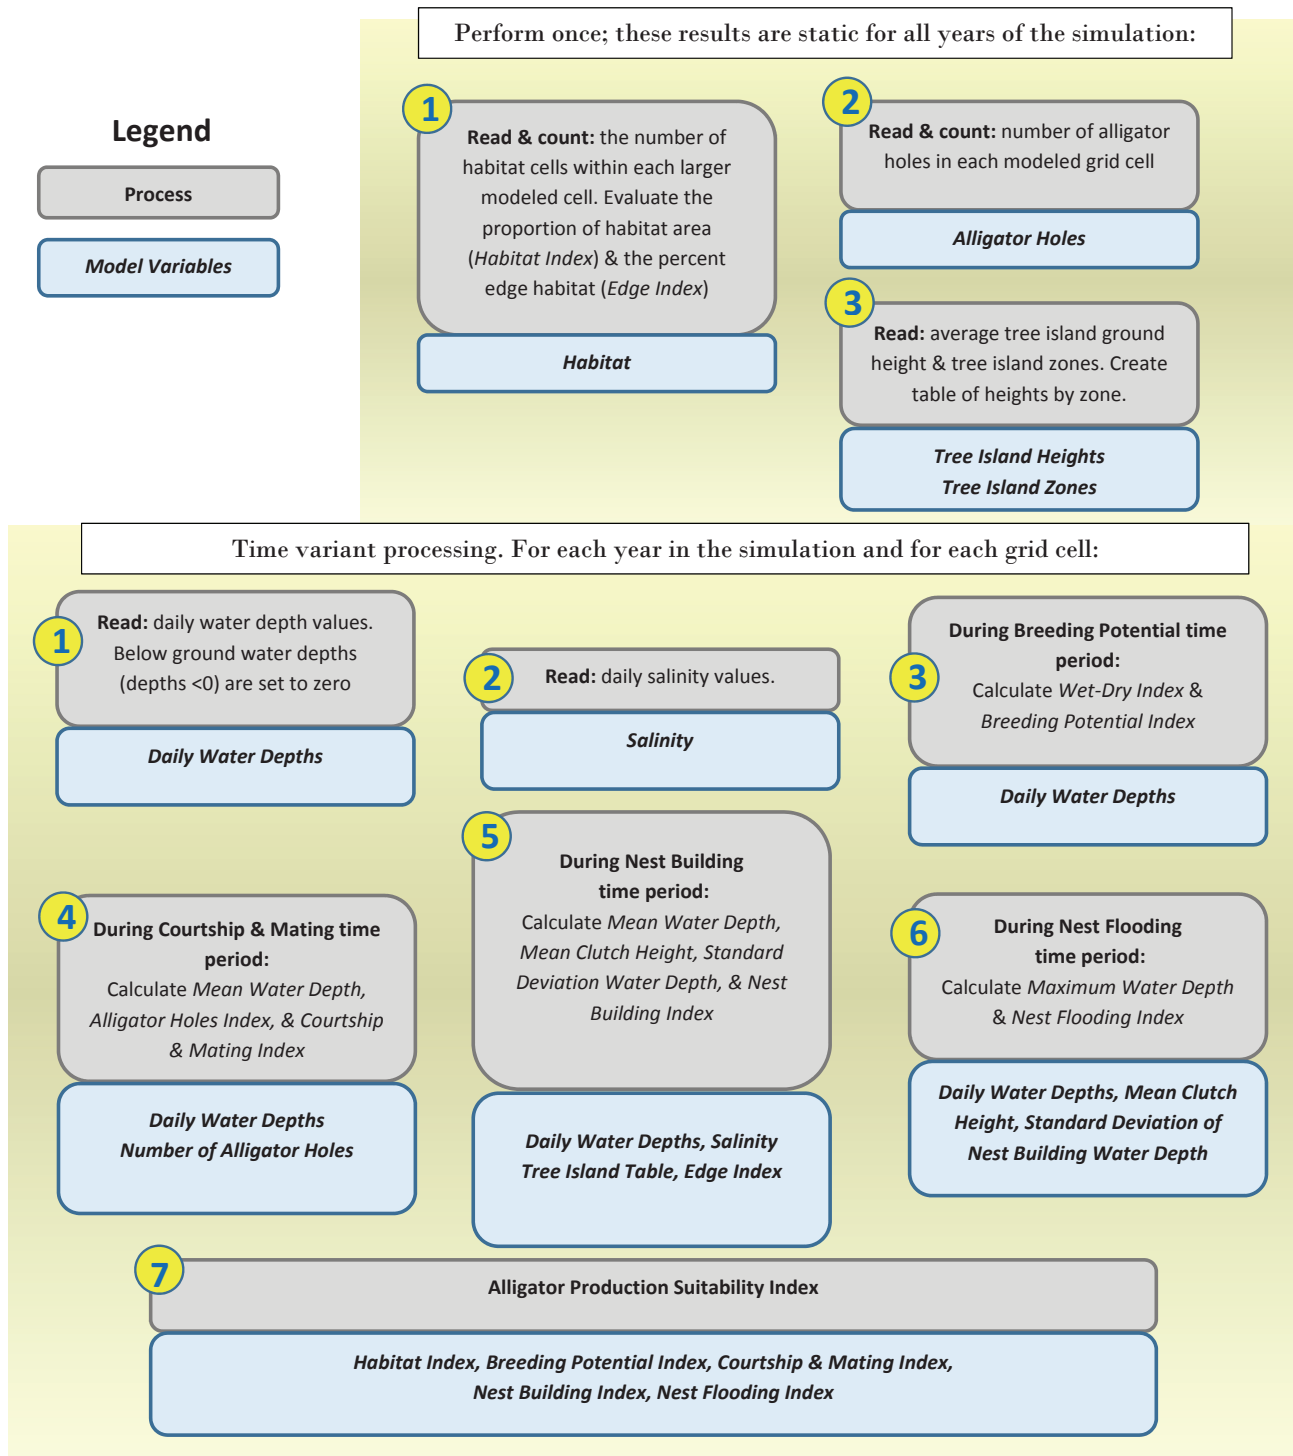 Perform once; these results are static for all years of the simulation:
Legend
Process
Model Variables
1
Read & count: the number of
habitat cells within each larger
modeled cell. Evaluate the
proportion of habitat area
(Habitat Index) & the percent
edge habitat (Edge Index)
Habitat
2
Read & count: number of alligator
holes in each modeled grid cell
Alligator Holes
3
Read: average tree island ground
height & tree island zones. Create
table of heights by zone.
Tree Island Heights
Tree Island Zones
Time variant processing. For each year in the simulation and for each grid cell:
1
Read: daily water depth values.
Below ground water depths
(depths <0) are set to zero
Daily Water Depths
2
Read: daily salinity values.
Salinity
3
During Breeding Potential time
period:
Calculate Wet-Dry Index &
Breeding Potential Index
Daily Water Depths
4
During Courtship & Mating time
period:
Calculate Mean Water Depth,
Alligator Holes Index, & Courtship
& Mating Index
Daily Water Depths
Number of Alligator Holes
5
During Nest Building
time period:
Calculate Mean Water Depth,
Mean Clutch Height, Standard
Deviation Water Depth, & Nest
Building Index
Daily Water Depths, Salinity
Tree Island Table, Edge Index
6
During Nest Flooding
time period:
Calculate Maximum Water Depth
& Nest Flooding Index
Daily Water Depths, Mean Clutch
Height, Standard Deviation of
Nest Building Water Depth
7
Alligator Production Suitability Index
Habitat Index, Breeding Potential Index, Courtship & Mating Index,
Nest Building Index, Nest Flooding Index